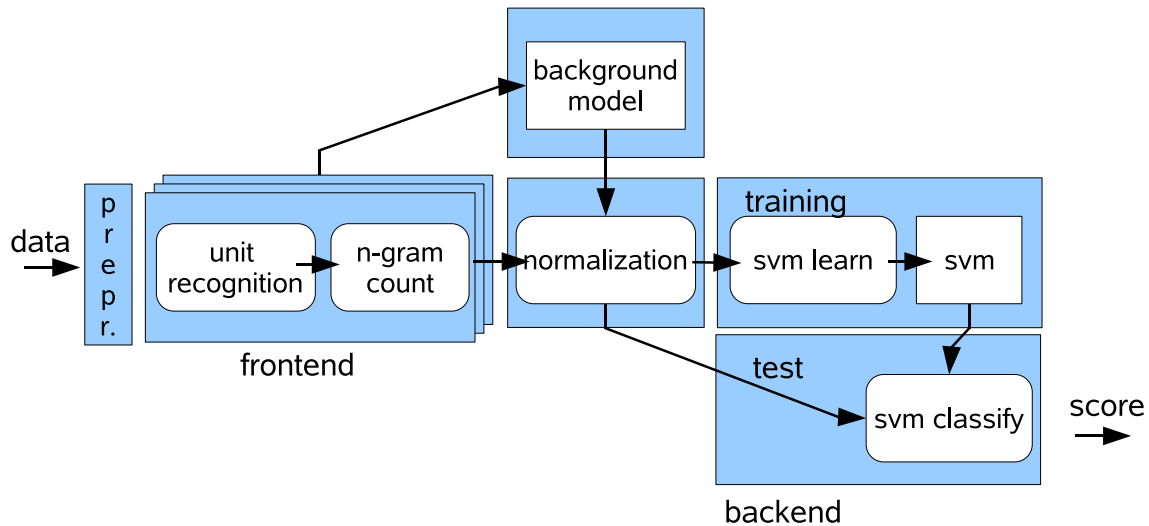 background
model
data
p
r
e
p
r.
unit
recognition
n-gram
count
frontend
normalization
training
svm learn
svm
test
svm classify
score
backend